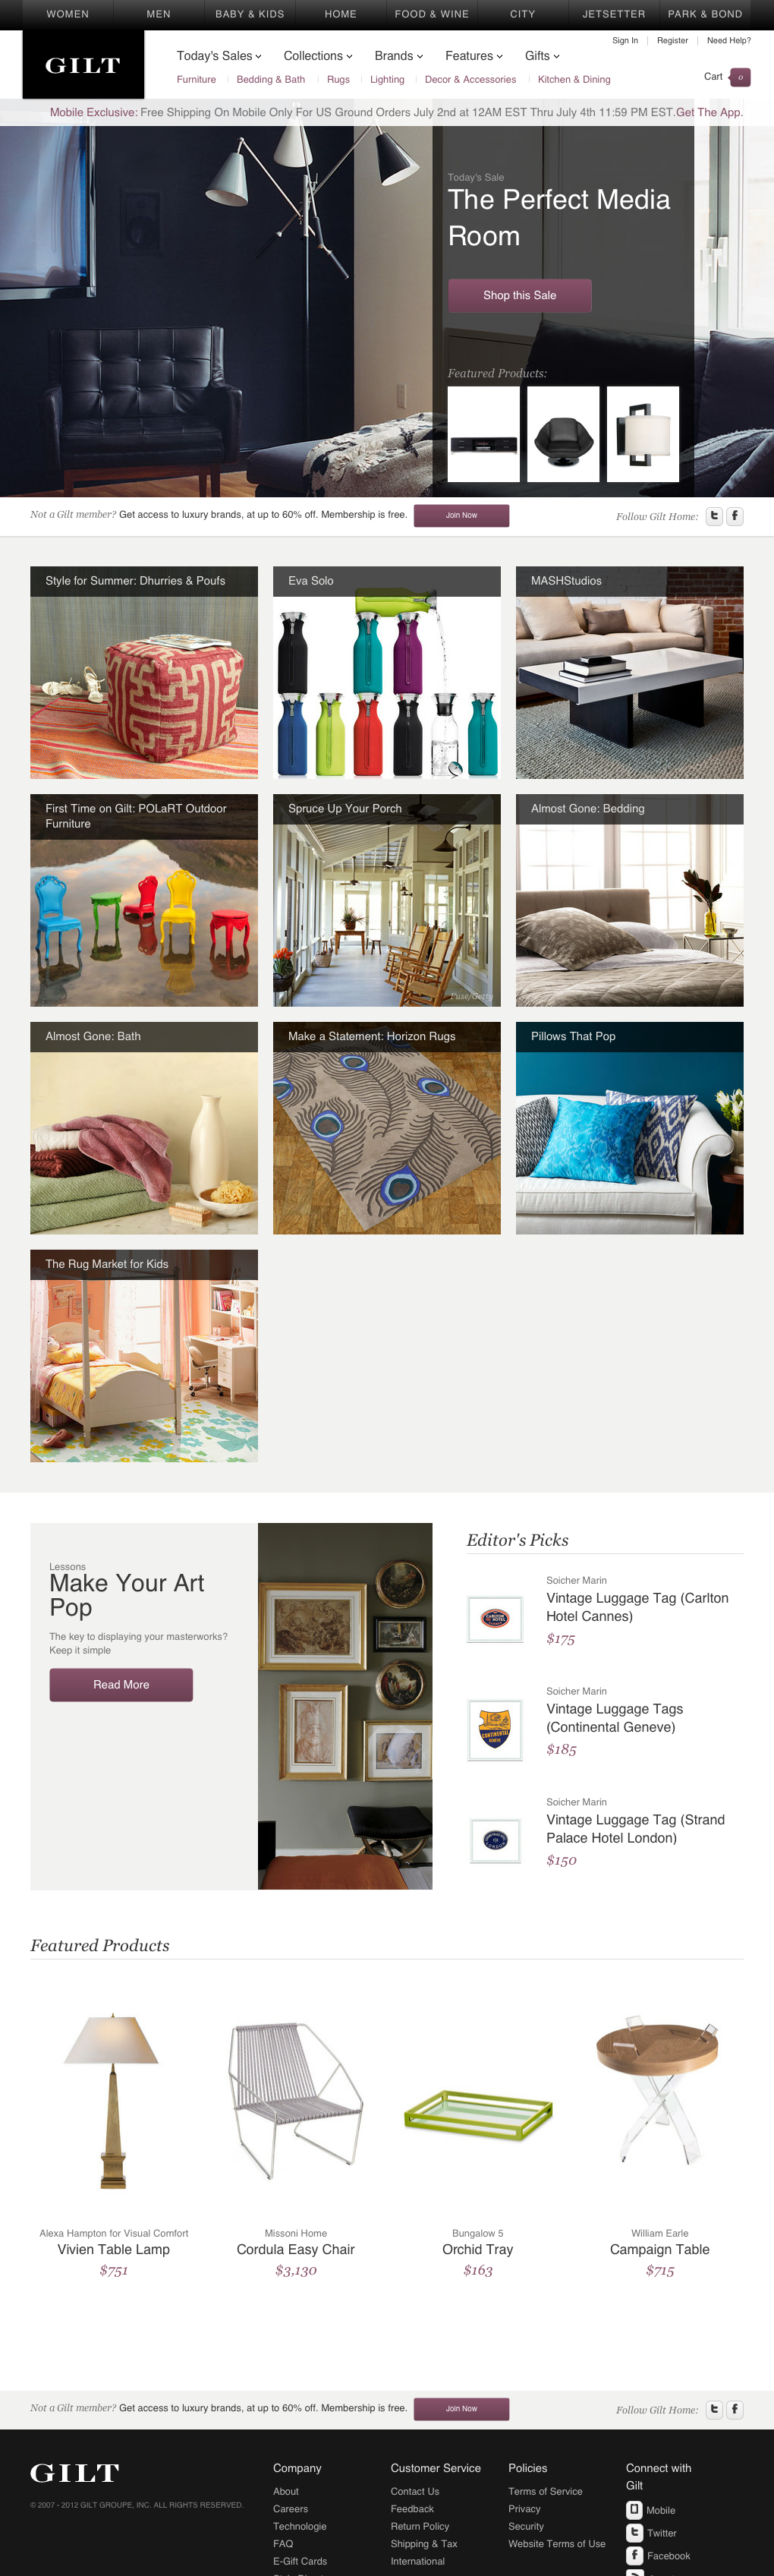 WOMEN MEN BABY & KIDS HOME FOOD & WINE CITY JETSETTER PARK & BOND
Sign In Register Need Help?
GILT
Today's Sales Collections Brands Features Gifts
Furniture Bedding & Bath Rugs Lighting Decor & Accessories Kitchen & Dining
Cart 0
Mobile Exclusive: Free Shipping On Mobile Only For US Ground Orders July 2nd at 12AM EST Thru July 4th 11:59 PM EST.Get The App.
Today's Sale
The Perfect Media
Room
Shop this Sale
Featured Products:
Not a Gilt member? Get access to luxury brands, at up to 60% off. Membership is free. Join Now Follow Gilt Home:
Style for Summer: Dhurries & Poufs
Eva Solo
MASHStudios
First Time on Gilt: POLaRT Outdoor
Furniture
Spruce Up Your Porch
Fuse/Getty
Almost Gone: Bedding
Almost Gone: Bath
Make a Statement: Horizon Rugs
Pillows That Pop
The Rug Market for Kids
Lessons
Make Your Art
Pop
The key to displaying your masterworks?
Keep it simple
Read More
Editor's Picks
Soicher Marin
Vintage Luggage Tag (Carlton
Hotel Cannes)
$175
Soicher Marin
Vintage Luggage Tags
(Continental Geneve)
$185
CONTINENTAL
Soicher Marin
Vintage Luggage Tag (Strand
Palace Hotel London)
$150
Featured Products
Alexa Hampton for Visual Comfort
Vivien Table Lamp
$751
Missoni Home
Cordula Easy Chair
$3,130
Bungalow 5
Orchid Tray
$163
William Earle
Campaign Table
$715
Not a Gilt member? Get access to luxury brands, at up to 60% off. Membership is free. Join Now Follow Gilt Home:
GILT
© 2007 - 2012 GILT GROUPE, INC. ALL RIGHTS RESERVED.
Company
About
Careers
Technologie
FAQ
E-Gift Cards
Customer Service
Contact Us
Feedback
Return Policy
Shipping & Tax
International
Policies
Terms of Service
Privacy
Security
Website Terms of Use
Connect with
Gilt
Mobile
Twitter
Facebook